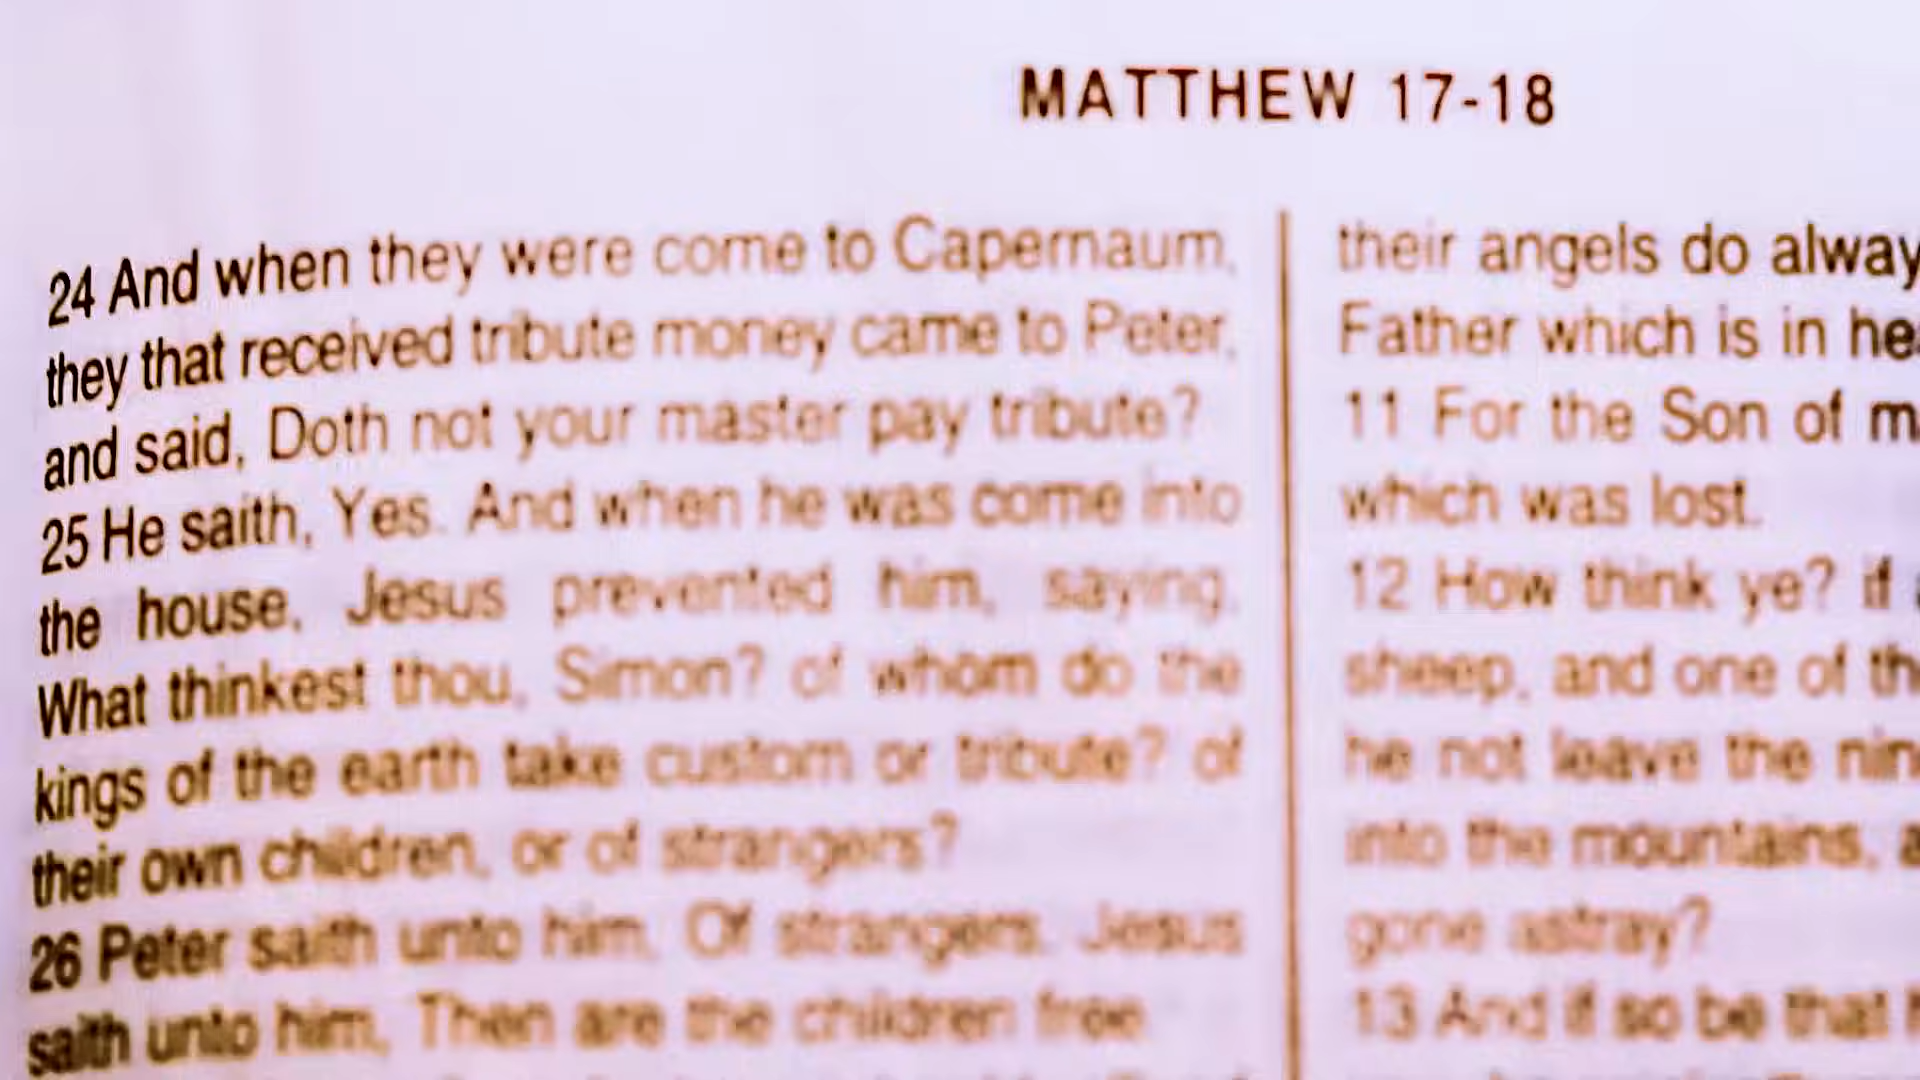 MATTHEW 17-18
24 And when they were come to Capernaum,
they that received tribute money came to Peter,
and said, Doth not your master pay tribute?
25 He saith, Yes. And when he was come into
the house, Jesus prevented him, saying,
What thinkest thou, Simon? of whom do the
kings of the earth take custom or tribute? of
their own children, or of strangers?
26 Peter saith unto him, Of strangers. Jesus
saith unto him, Then are the children free
their angels do alway
Father which is in he
11 For the Son of m
which was lost.
12 How think ye? if
sheep, and one of th
he not leave the nin
into the mountains, a
gone astray?
13 And if so be that